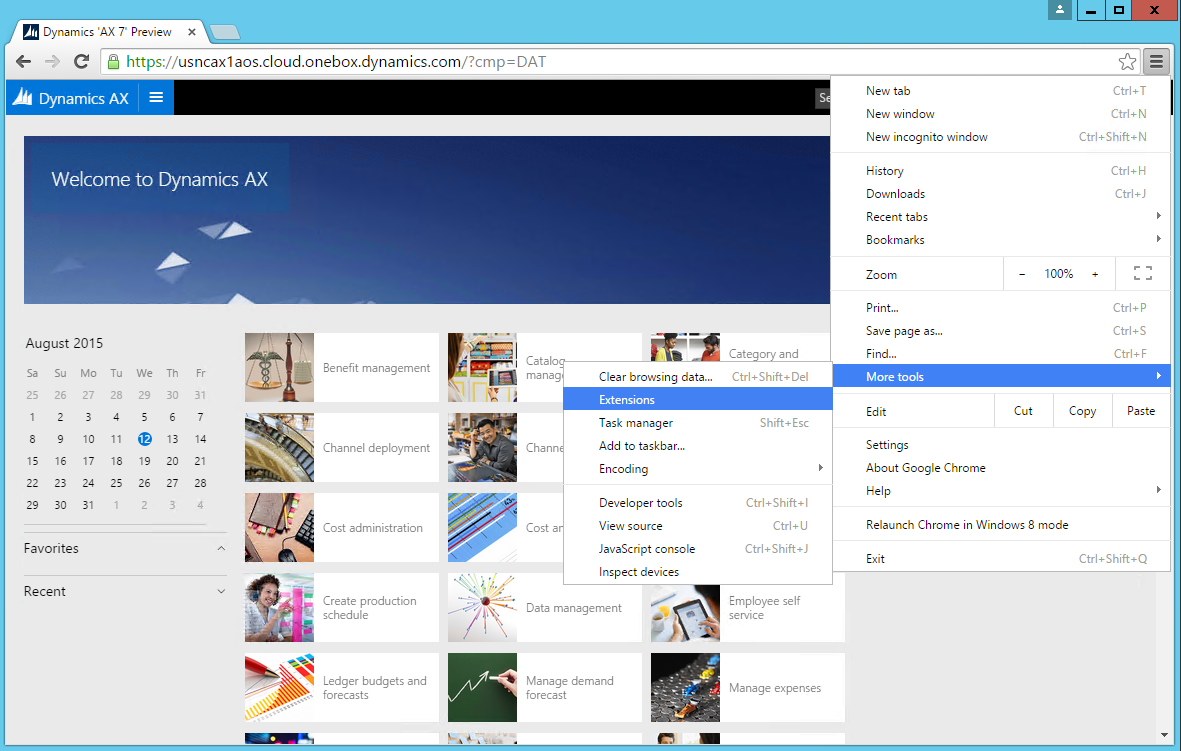 Dynamics 'AX 7' Preview
https://usncax1aos.cloud.onebox.dynamics.com/?cmp=DAT
Dynamics AX
Se
Welcome to Dynamics AX
August 2015
Sa Su Mo Tu We Th Fr
25 26 27 28 29 30 31
1 2 3 4 5 6 7
8 9 10 11 12 13 14
15 16 17 18 19 20 21
22 23 24 25 26 27 28
29 30 31 1 2 3 4
Favorites
Recent
Benefit management
Catalog
manage
Category and
Channel deployment
Channe
Cost administration
Cost an
Create production
schedule
Data management
Employee self
service
Ledger budgets and
forecasts
Manage demand
forecast
Manage expenses
New tab Ctrl+T
New window Ctrl+N
New incognito window Ctrl+Shift+N
History Ctrl+H
Downloads Ctrl+J
Recent tabs
Bookmarks
Zoom − 100% +
Print... Ctrl+P
Save page as... Ctrl+S
Find... Ctrl+F
More tools
Edit Cut Copy Paste
Settings
About Google Chrome
Help
Relaunch Chrome in Windows 8 mode
Exit Ctrl+Shift+Q
Clear browsing data... Ctrl+Shift+Del
Extensions
Task manager Shift+Esc
Add to taskbar...
Encoding
Developer tools Ctrl+Shift+I
View source Ctrl+U
JavaScript console Ctrl+Shift+J
Inspect devices